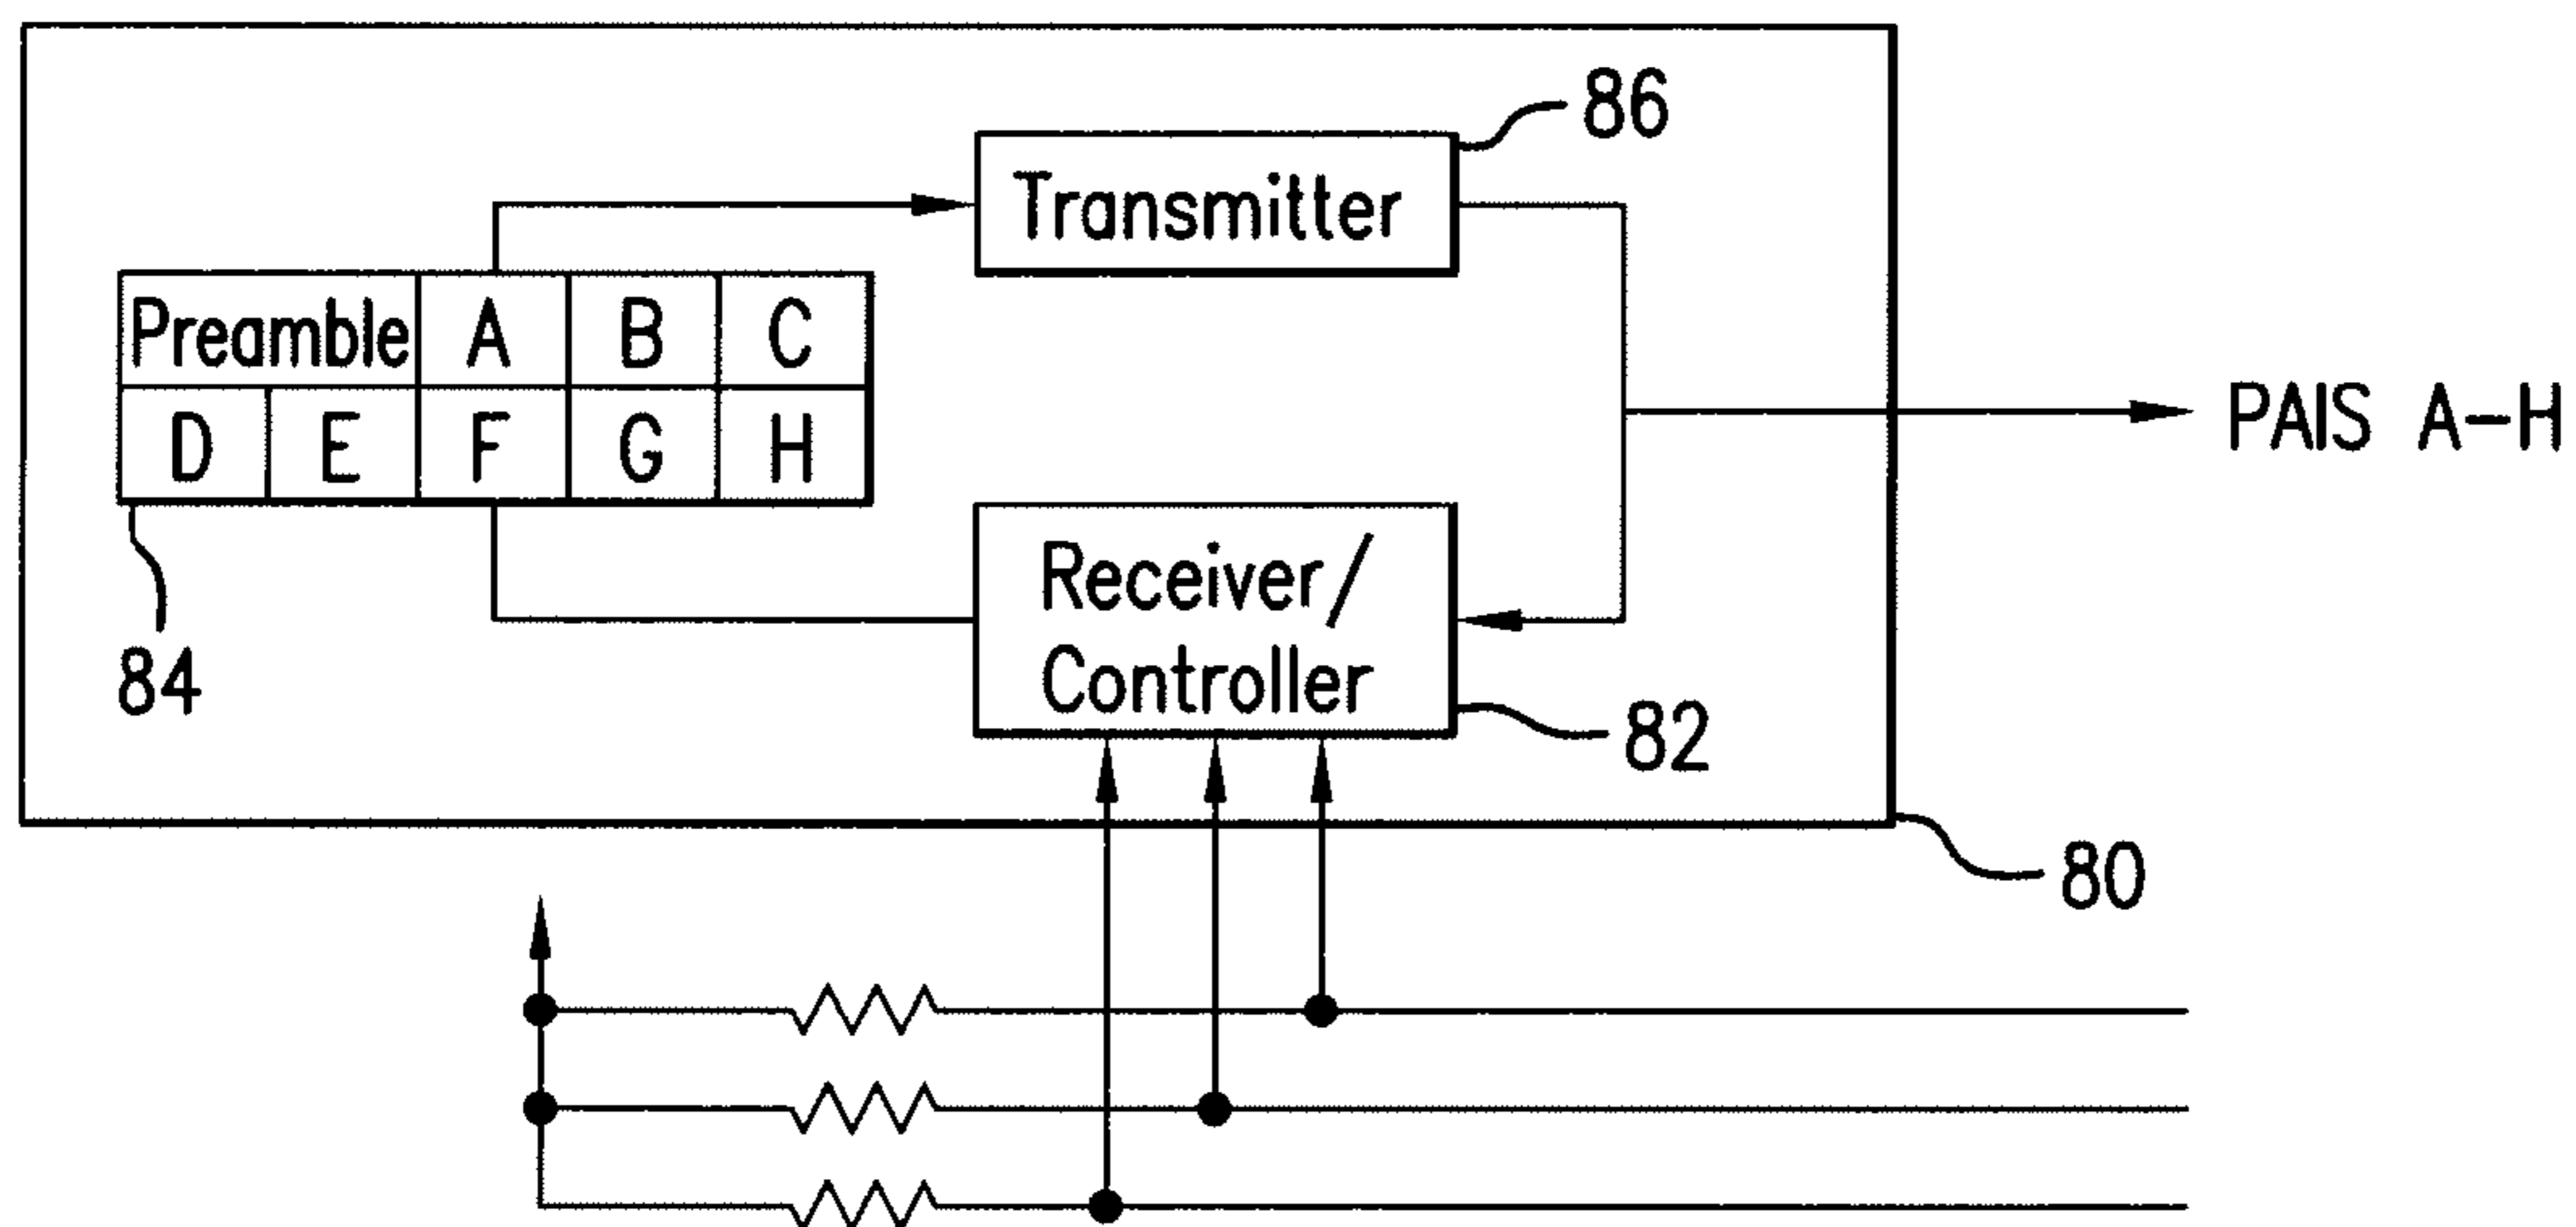 86
Transmitter
Preamble A B C
D E F G H
PAIS A-H
Receiver/
Controller
84
82
80